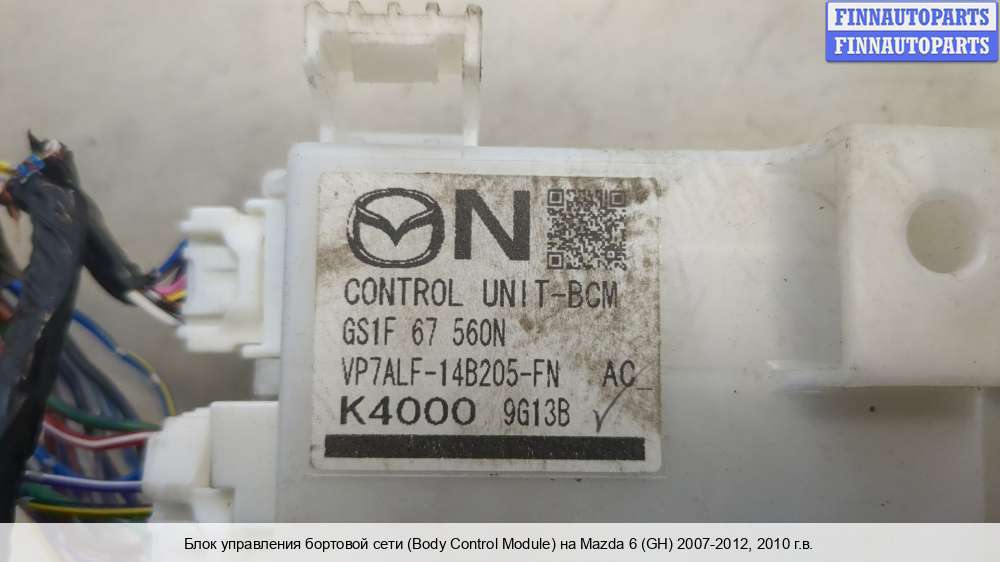 FINNAUTOPARTS
FINNAUTOPARTS
N
CONTROL UNIT-BCM
GS1F 67 560N
VP7ALF-14B205-FN AC
K4000 9G13B
Блок управления бортовой сети (Body Control Module) на Mazda 6 (GH) 2007-2012, 2010 г.в.